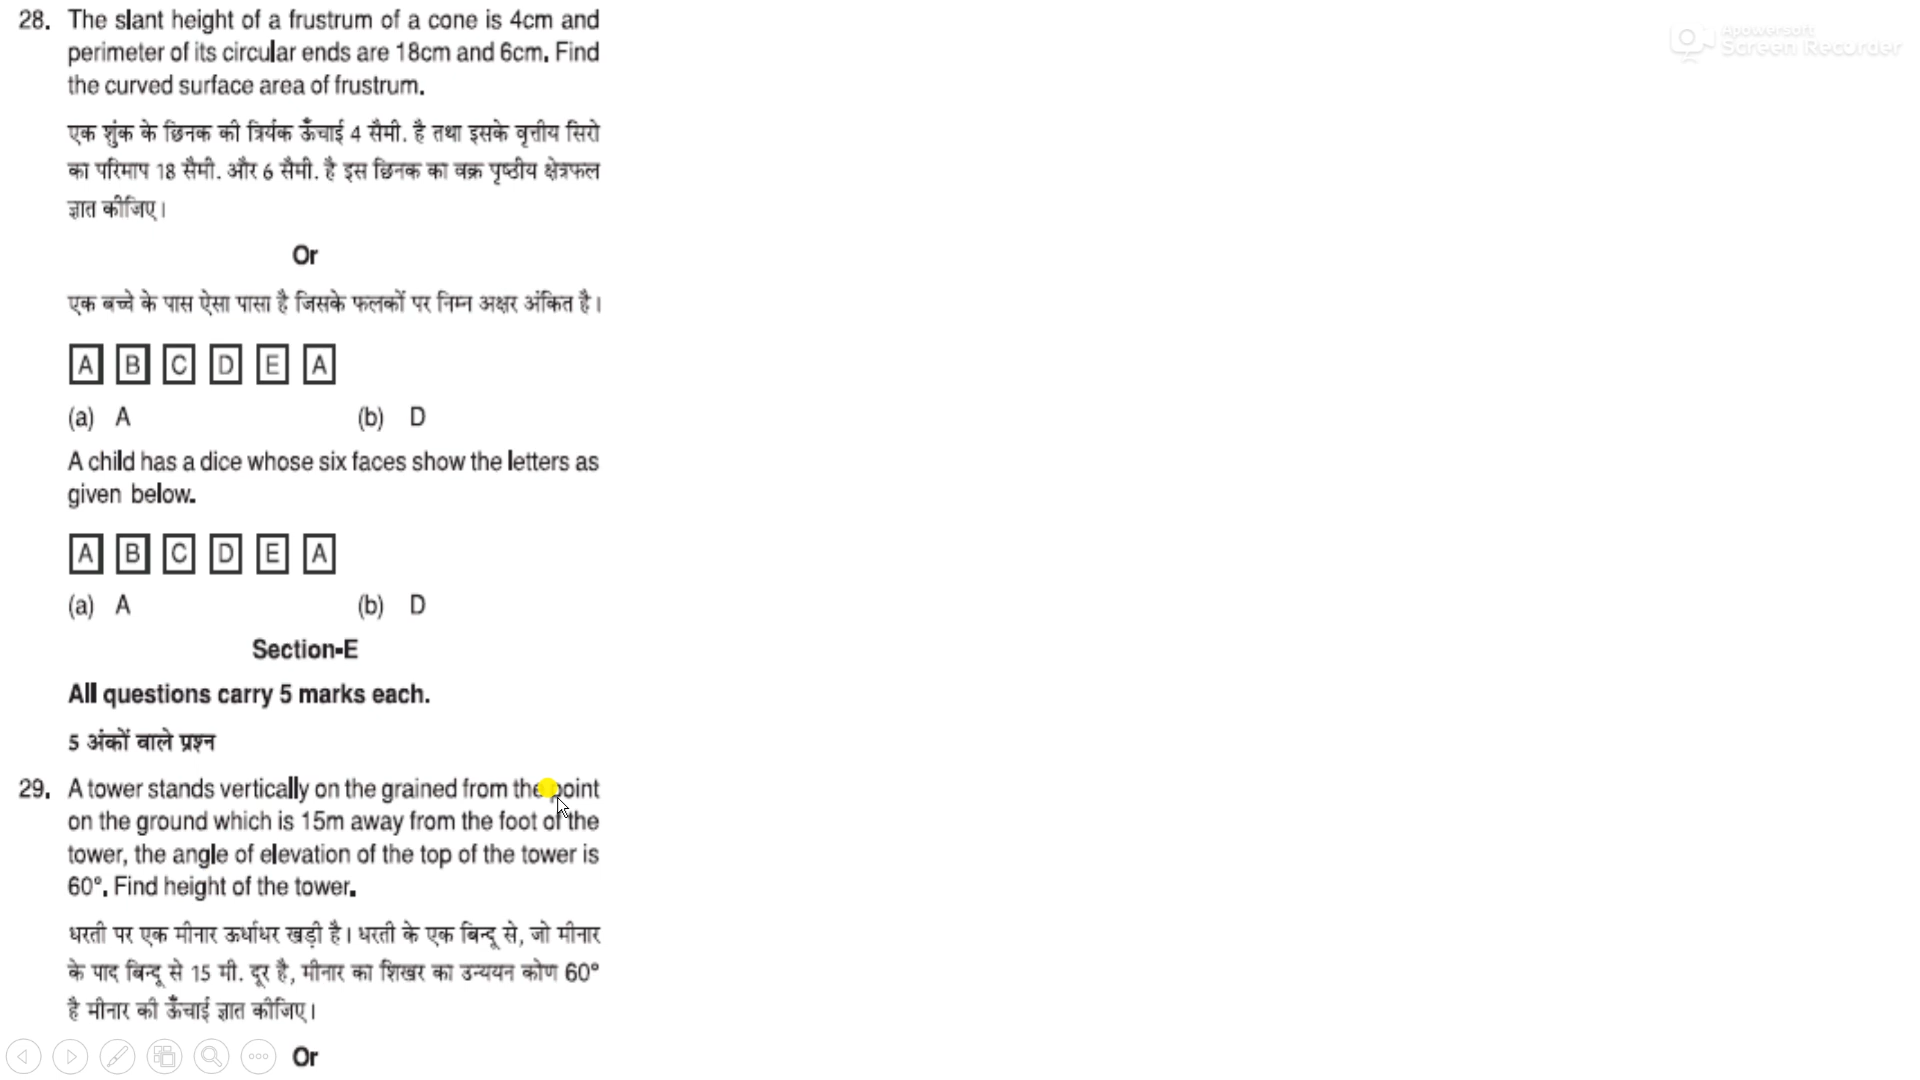 Apowersoft
Screen Recorder
28. The slant height of a frustrum of a cone is 4cm and
perimeter of its circular ends are 18cm and 6cm. Find
the curved surface area of frustrum.
एक शुंक के छिनक की त्रिर्यक ऊँचाई 4 सैमी. है तथा इसके वृत्तीय सिरो
का परिमाप 18 सैमी. और 6 सैमी. है इस छिनक का वक्र पृष्ठीय क्षेत्रफल
ज्ञात कीजिए।
Or
एक बच्चे के पास ऐसा पासा है जिसके फलकों पर निम्न अक्षर अंकित है।
A B C D E A
(a) A (b) D
A child has a dice whose six faces show the letters as
given below.
A B C D E A
(a) A (b) D
Section-E
All questions carry 5 marks each.
5 अंकों वाले प्रश्न
29. A tower stands vertically on the grained from the point
on the ground which is 15m away from the foot of the
tower, the angle of elevation of the top of the tower is
60°. Find height of the tower.
धरती पर एक मीनार ऊर्धाधर खड़ी है। धरती के एक बिन्दू से, जो मीनार
के पाद बिन्दू से 15 मी. दूर है, मीनार का शिखर का उन्ययन कोण 60°
है मीनार की ऊँचाई ज्ञात कीजिए।
Or